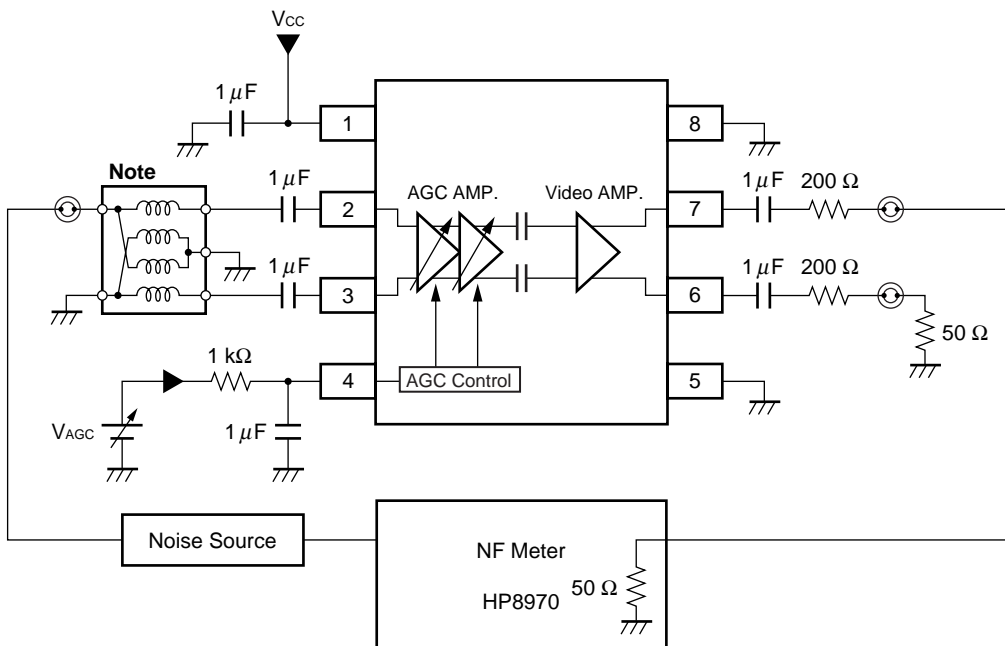 VCC
1 μF
1
8
Note
1 μF
2
AGC AMP.
Video AMP.
7
1 μF
200 Ω
1 μF
3
6
1 μF
200 Ω
50 Ω
1 kΩ
4
AGC Control
5
VAGC
1 μF
Noise Source
NF Meter
HP8970
50 Ω